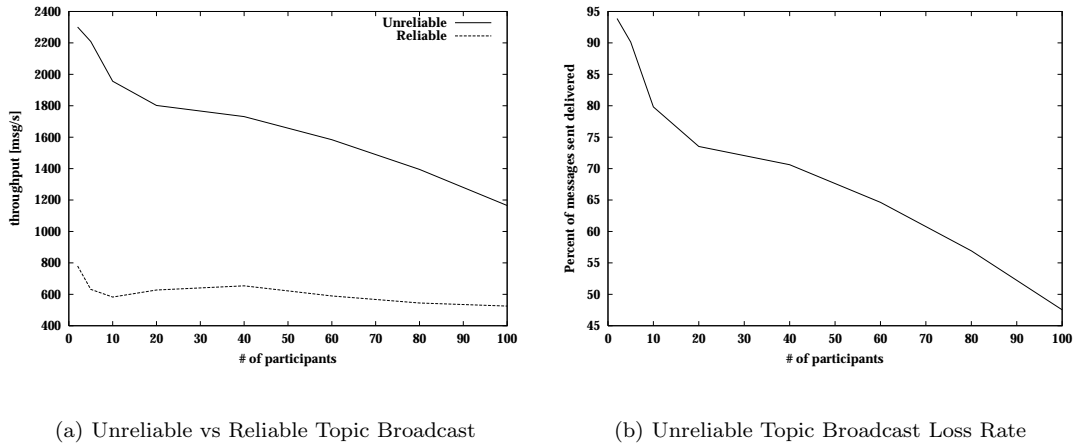 2400
2200
2000
1800
1600
1400
1200
1000
800
600
400
throughput [msg/s]
Unreliable
Reliable
0 10 20 30 40 50 60 70 80 90 100
# of participants
95
90
85
80
75
70
65
60
55
50
45
Percent of messages sent delivered
0 10 20 30 40 50 60 70 80 90 100
# of participants
(a) Unreliable vs Reliable Topic Broadcast
(b) Unreliable Topic Broadcast Loss Rate